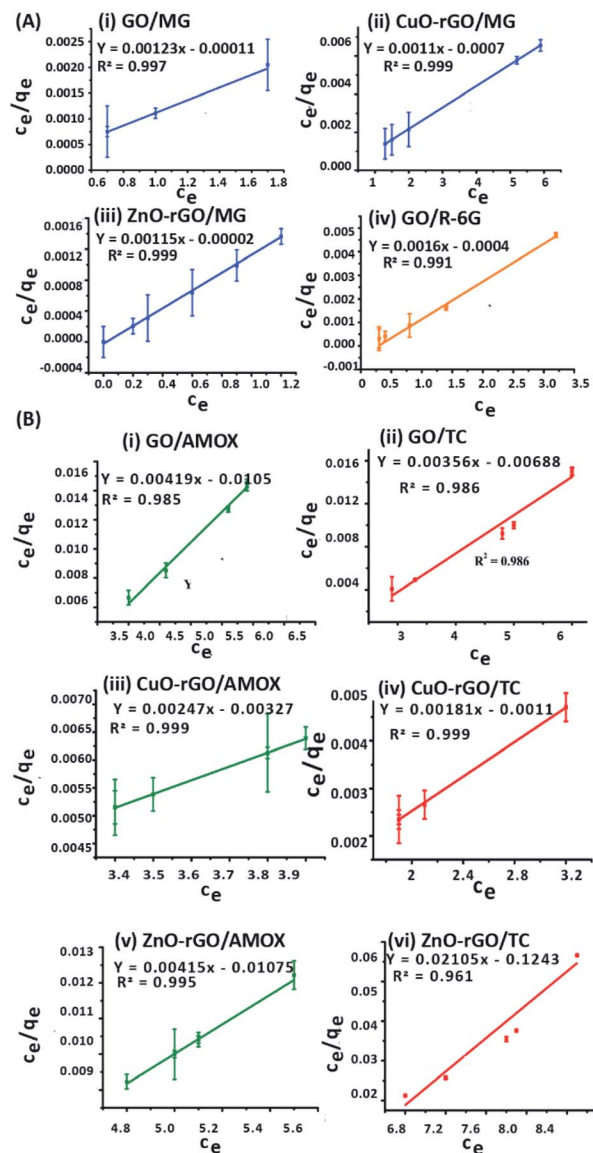 (A)
(i) GO/MG
Y = 0.00123x - 0.00011
R² = 0.997
0.0025
0.0020
0.0015
0.0010
0.0005
0.0000
0.6 0.8 1.0 1.2 1.4 1.6 1.8
cₑ/qₑ
cₑ
(ii) CuO-rGO/MG
Y = 0.0011x - 0.0007
R² = 0.999
0.006
0.004
0.002
0.000
1 2 3 4 5 6
cₑ/qₑ
cₑ
(iii) ZnO-rGO/MG
Y = 0.00115x - 0.00002
R² = 0.999
0.0016
0.0012
0.0008
0.0004
0.0000
-0.0004
0.0 0.2 0.4 0.6 0.8 1.0 1.2
cₑ/qₑ
cₑ
(iv) GO/R-6G
Y = 0.0016x - 0.0004
R² = 0.991
0.005
0.004
0.003
0.002
0.001
0.000
-0.001
0.5 1.0 1.5 2.0 2.5 3.0 3.5
cₑ/qₑ
cₑ
(B)
(i) GO/AMOX
Y = 0.00419x - 0.0105
R² = 0.985
0.016
0.014
0.012
0.010
0.008
0.006
Y
3.5 4.0 4.5 5.0 5.5 6.0 6.5
cₑ/qₑ
cₑ
(ii) GO/TC
Y = 0.00356x - 0.00688
R² = 0.986
R² = 0.986
0.016
0.012
0.008
0.004
3 4 5 6
cₑ/qₑ
cₑ
(iii) CuO-rGO/AMOX
Y = 0.00247x - 0.00327
R² = 0.999
0.0070
0.0065
0.0060
0.0055
0.0050
0.0045
3.4 3.5 3.6 3.7 3.8 3.9
cₑ/qₑ
cₑ
(iv) CuO-rGO/TC
Y = 0.00181x - 0.0011
R² = 0.999
0.005
0.004
0.003
0.002
2 2.4 2.8 3.2
cₑ/qₑ
cₑ
(v) ZnO-rGO/AMOX
Y = 0.00415x - 0.01075
R² = 0.995
0.013
0.012
0.010
0.009
4.8 5.0 5.1 5.2 5.4 5.6
cₑ/qₑ
cₑ
(vi) ZnO-rGO/TC
Y = 0.02105x - 0.1243
R² = 0.961
0.06
0.05
0.03
0.02
6.8 7.2 7.6 8.0 8.4
cₑ/qₑ
cₑ